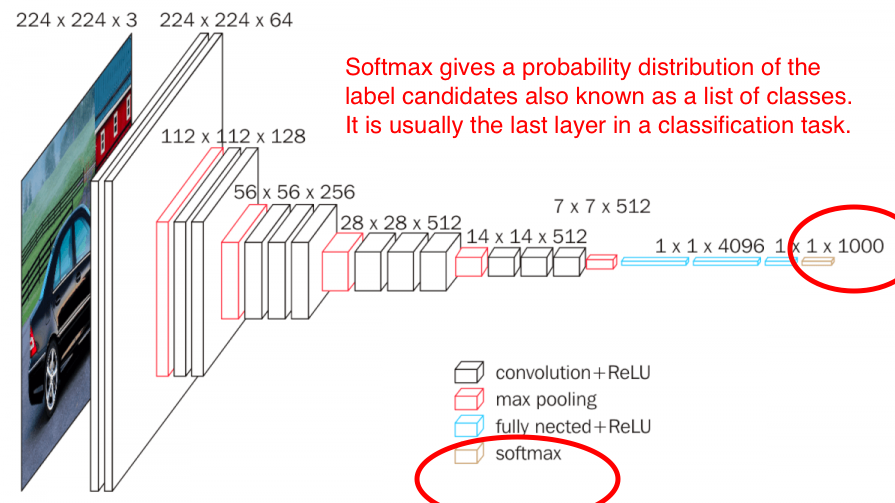 224 x 224 x 3
224 x 224 x 64
Softmax gives a probability distribution of the
label candidates also known as a list of classes.
It is usually the last layer in a classification task.
112 x 112 x 128
56 x 56 x 256
28 x 28 x 512
14 x 14 x 512
7 x 7 x 512
1 x 1 x 4096
1 x 1 x 1000
convolution+ReLU
max pooling
fully nected+ReLU
softmax